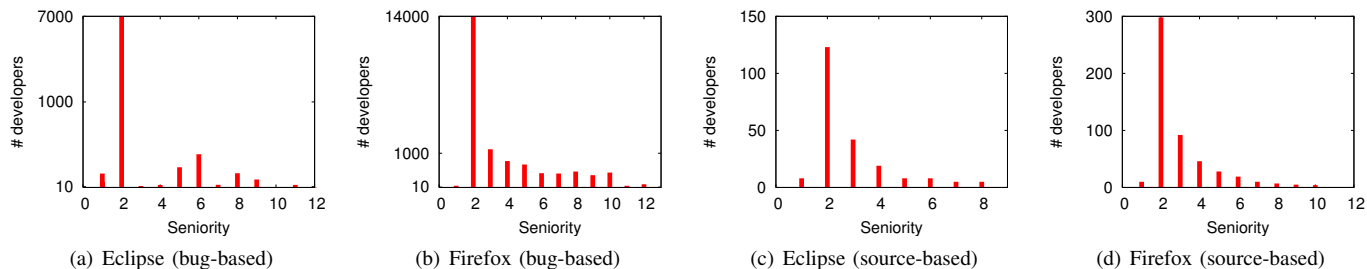 # developers
7000
1000
10
0 2 4 6 8 10 12
Seniority
(a) Eclipse (bug-based)
# developers
14000
1000
10
0 2 4 6 8 10 12
Seniority
(b) Firefox (bug-based)
# developers
150
100
50
0
0 2 4 6 8
Seniority
(c) Eclipse (source-based)
# developers
300
200
100
0
0 2 4 6 8 10 12
Seniority
(d) Firefox (source-based)